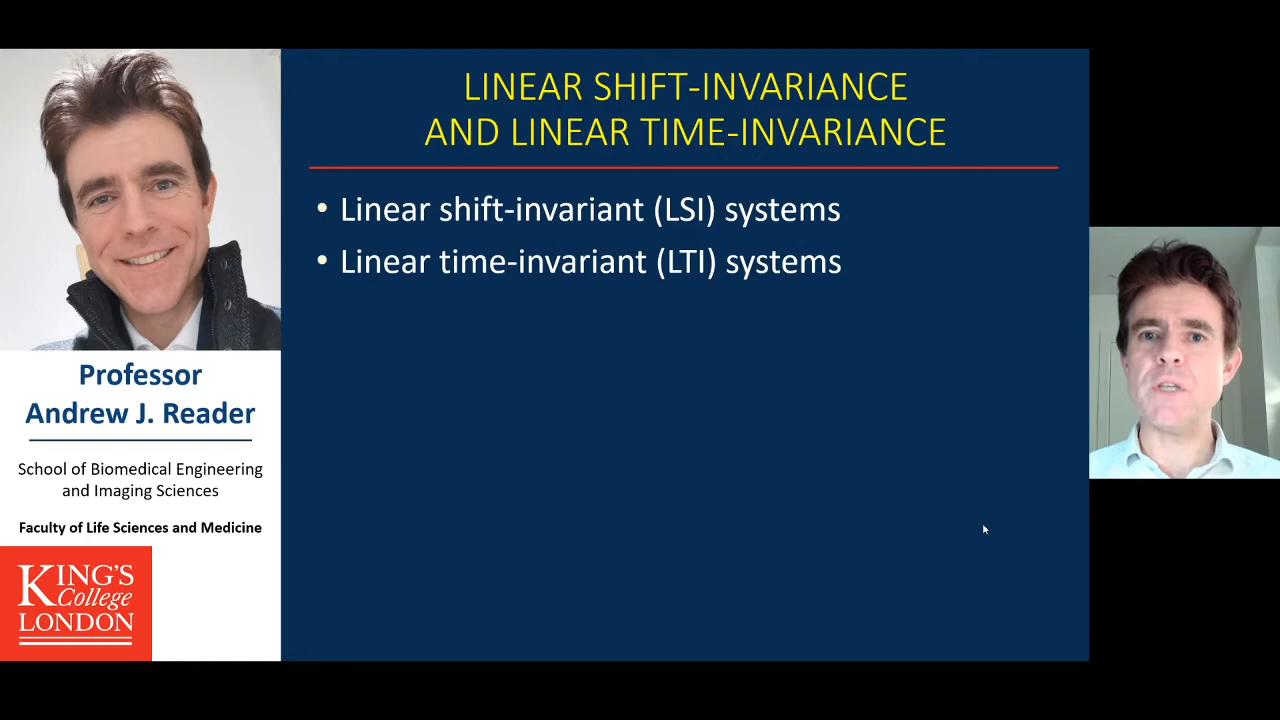 LINEAR SHIFT-INVARIANCE
AND LINEAR TIME-INVARIANCE
• Linear shift-invariant (LSI) systems
• Linear time-invariant (LTI) systems
Professor
Andrew J. Reader
School of Biomedical Engineering
and Imaging Sciences
Faculty of Life Sciences and Medicine
KING'S
College
LONDON